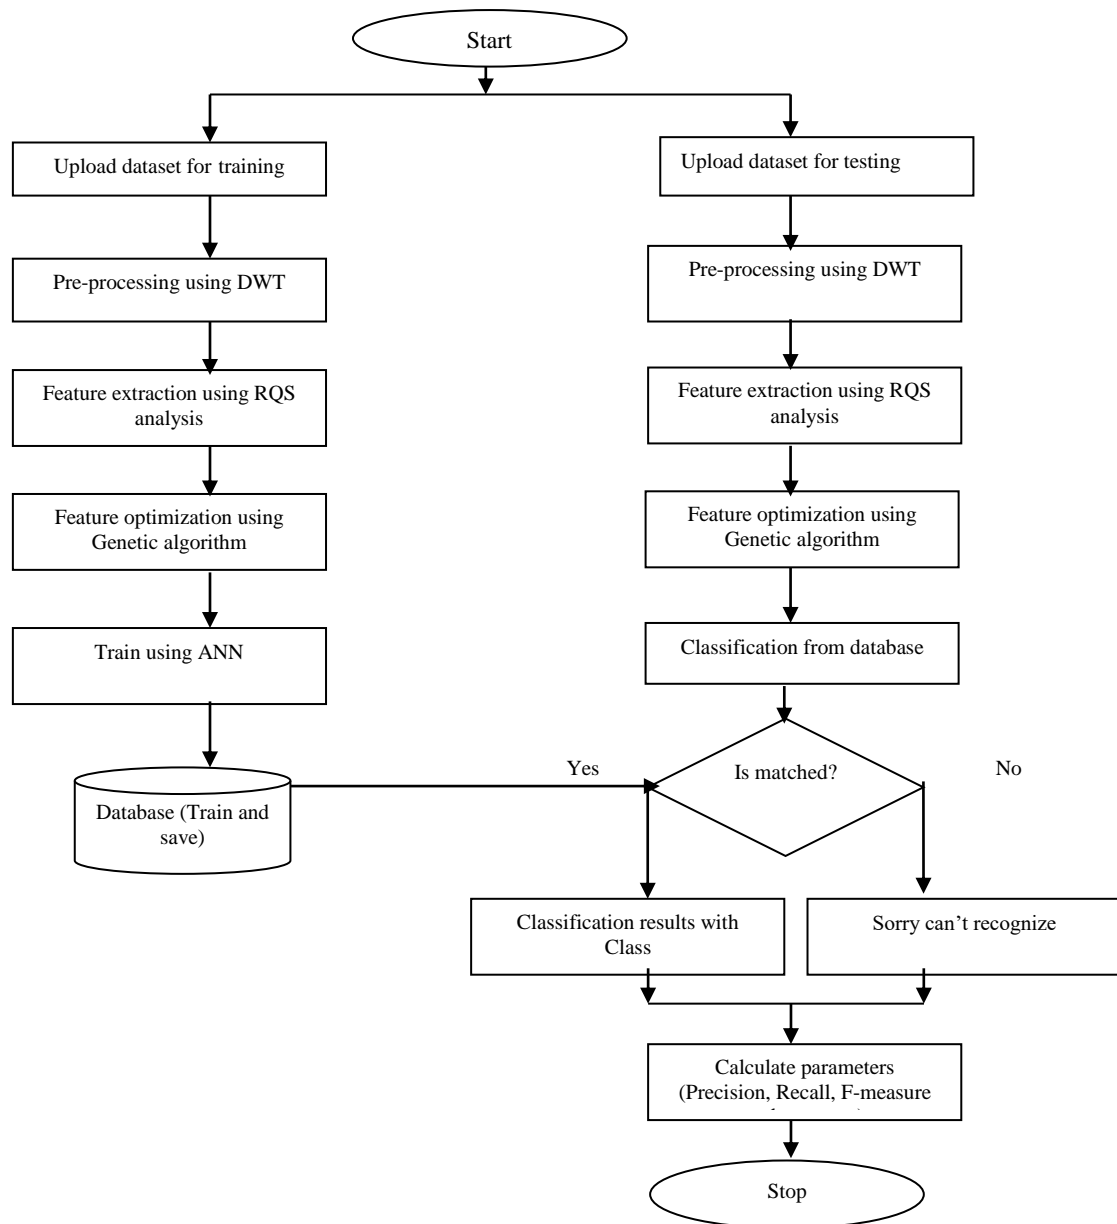 Start
Upload dataset for training
Pre-processing using DWT
Feature extraction using RQS
analysis
Feature optimization using
Genetic algorithm
Train using ANN
Database (Train and
save)
Upload dataset for testing
Pre-processing using DWT
Feature extraction using RQS
analysis
Feature optimization using
Genetic algorithm
Classification from database
Is matched?
Yes
No
Classification results with
Class
Sorry can’t recognize
Calculate parameters
(Precision, Recall, F-measure
Stop